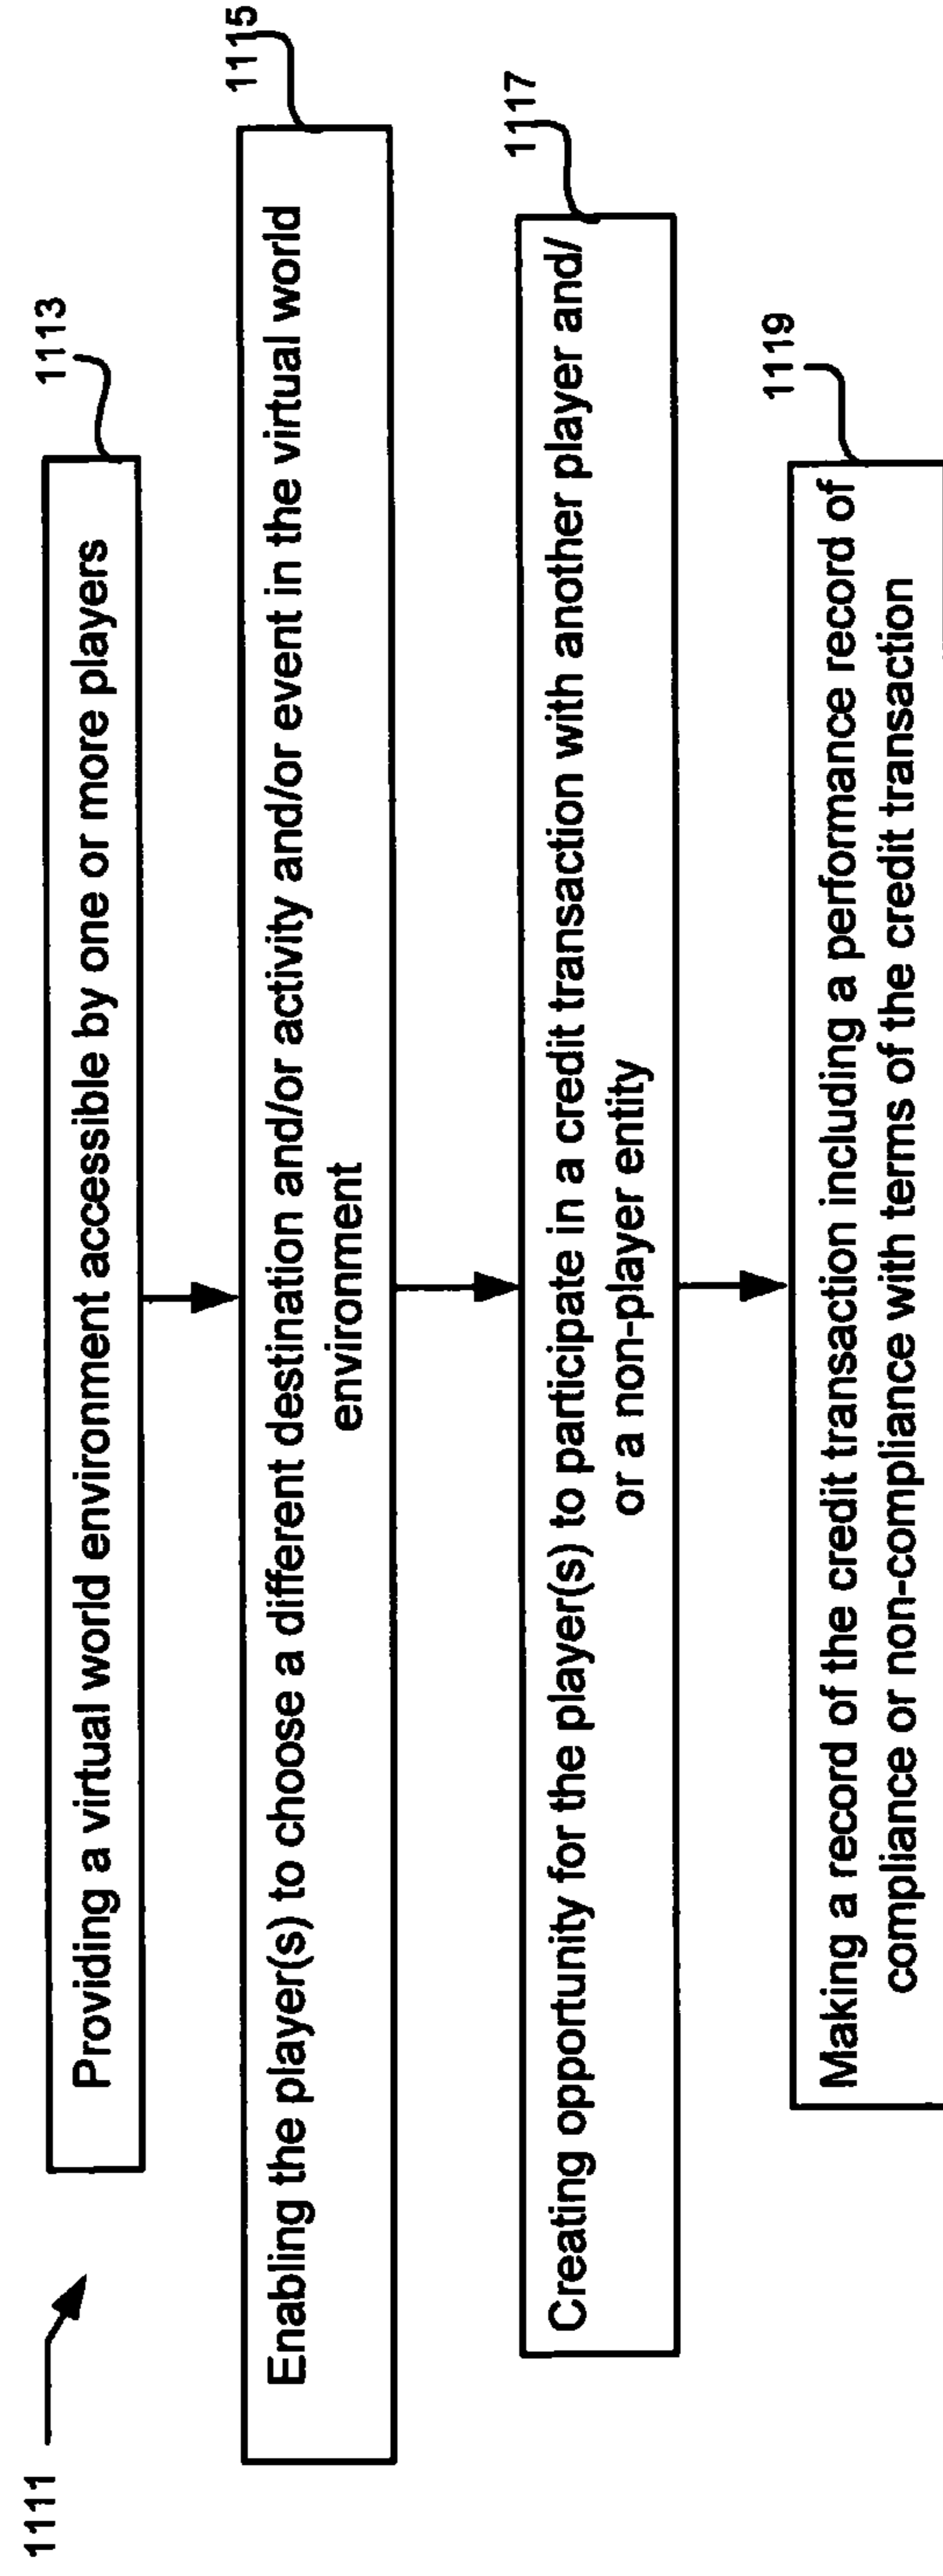 1111
1113
Providing a virtual world environment accessible by one or more players
1115
Enabling the player(s) to choose a different destination and/or activity and/or event in the virtual world
environment
1117
Creating opportunity for the player(s) to participate in a credit transaction with another player and/
or a non-player entity
1119
Making a record of the credit transaction including a performance record of
compliance or non-compliance with terms of the credit transaction